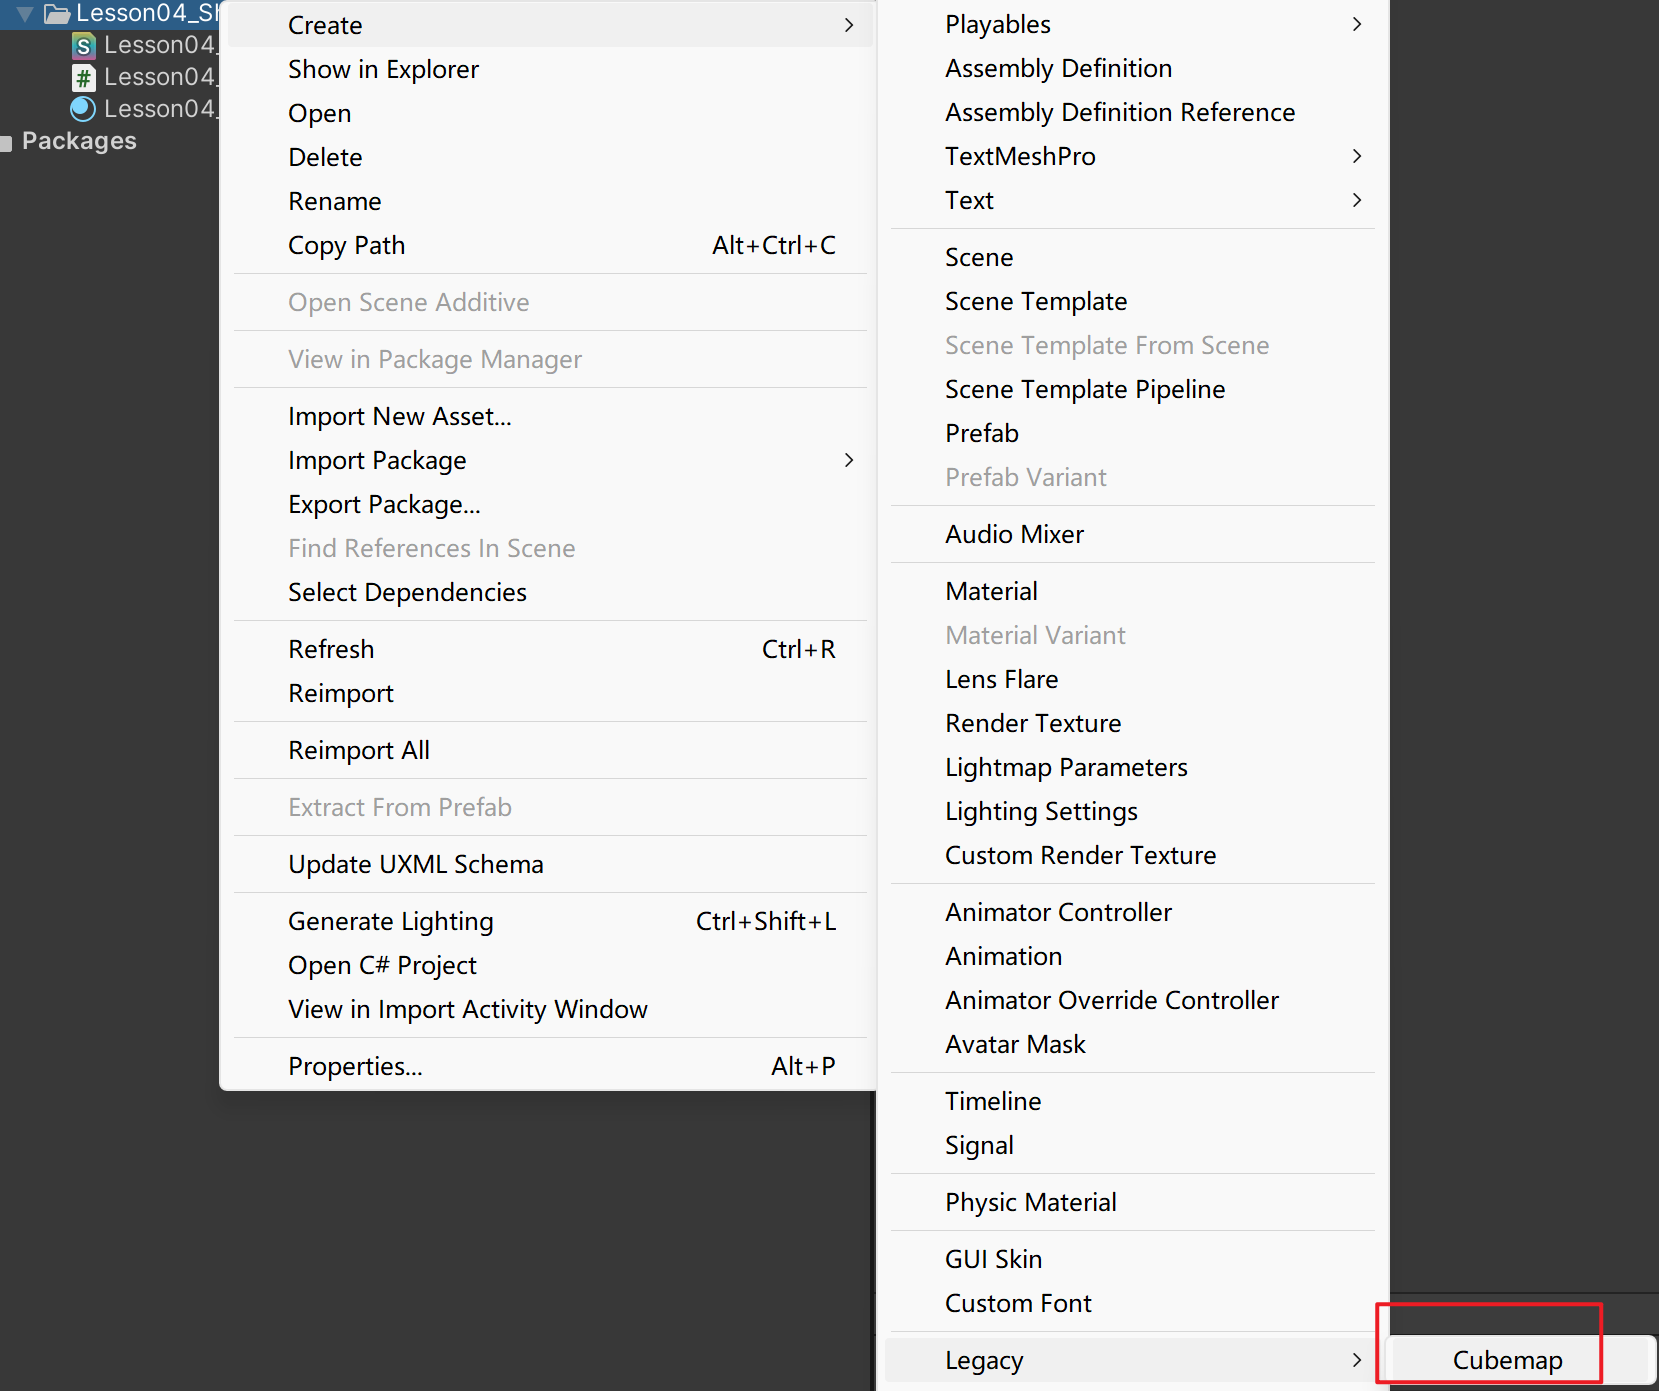 Lesson04_Sh
Lesson04_
Lesson04_
Lesson04_
Packages
Create
Show in Explorer
Open
Delete
Rename
Copy Path Alt+Ctrl+C
Open Scene Additive
View in Package Manager
Import New Asset...
Import Package
Export Package...
Find References In Scene
Select Dependencies
Refresh Ctrl+R
Reimport
Reimport All
Extract From Prefab
Update UXML Schema
Generate Lighting Ctrl+Shift+L
Open C# Project
View in Import Activity Window
Properties... Alt+P
Playables
Assembly Definition
Assembly Definition Reference
TextMeshPro
Text
Scene
Scene Template
Scene Template From Scene
Scene Template Pipeline
Prefab
Prefab Variant
Audio Mixer
Material
Material Variant
Lens Flare
Render Texture
Lightmap Parameters
Lighting Settings
Custom Render Texture
Animator Controller
Animation
Animator Override Controller
Avatar Mask
Timeline
Signal
Physic Material
GUI Skin
Custom Font
Legacy
Cubemap